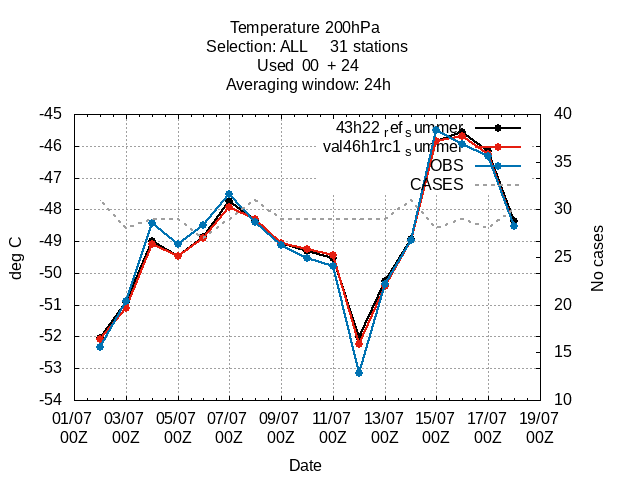 Temperature 200hPa
Selection: ALL 31 stations
Used 00 + 24
Averaging window: 24h
43h22 refsummer
val46h1rc1 summer
OBS
CASES
-45
-46
-47
-48
-49
-50
-51
-52
-53
-54
40
35
30
25
20
15
10
deg C
No cases
01/07 03/07 05/07 07/07 09/07 11/07 13/07 15/07 17/07 19/07
00Z 00Z 00Z 00Z 00Z 00Z 00Z 00Z 00Z 00Z
Date